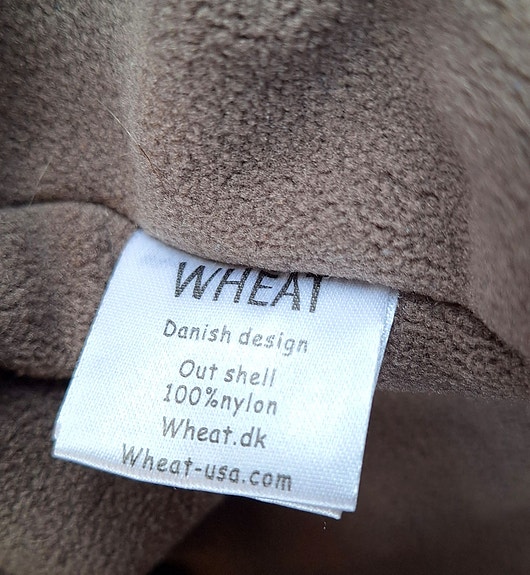 WHEAT
Danish design
Out shell
100%nylon
Wheat.dk
Wheat-usa.com